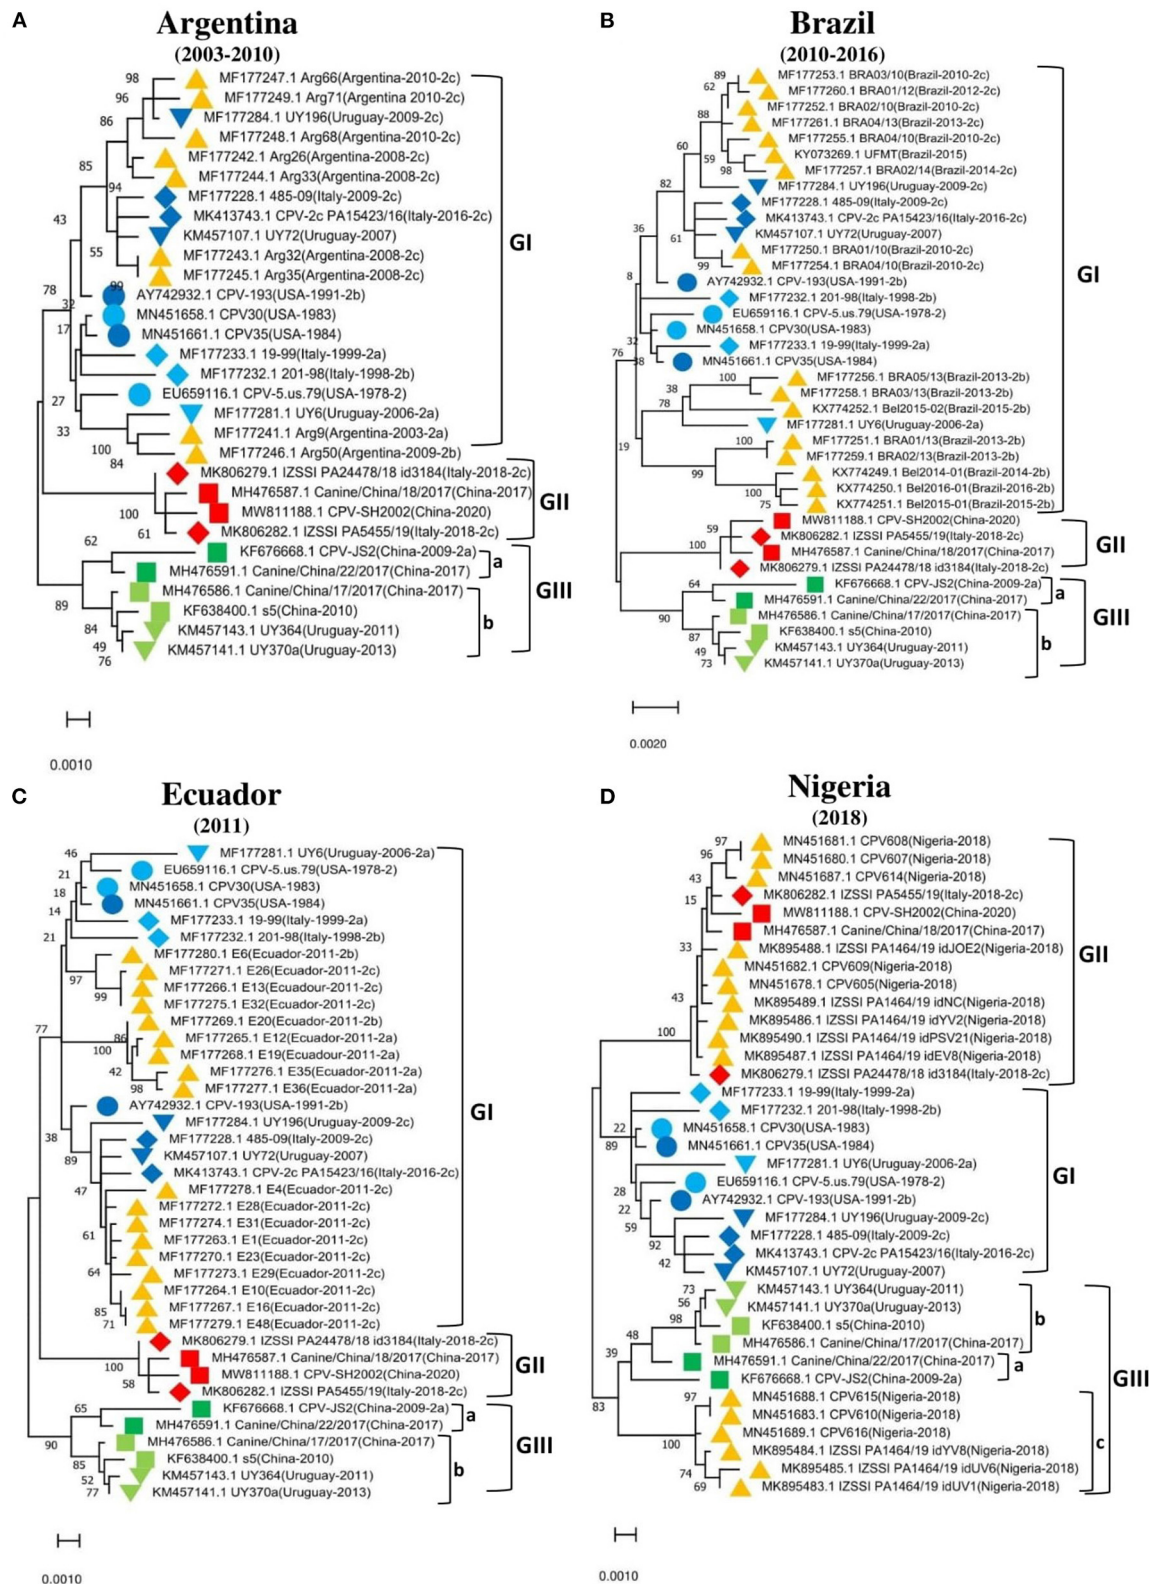 A
Argentina
(2003-2010)
98
MF177247.1 Arg66(Argentina-2010-2c)
96
MF177249.1 Arg71(Argentina 2010-2c)
MF177284.1 UY196(Uruguay-2009-2c)
86
MF177248.1 Arg68(Argentina-2010-2c)
MF177242.1 Arg26(Argentina-2008-2c)
85
MF177244.1 Arg33(Argentina-2008-2c)
94
MF177228.1 485-09(Italy-2009-2c)
MK413743.1 CPV-2c PA15423/16(Italy-2016-2c)
43
KM457107.1 UY72(Uruguay-2007)
GI
55
MF177243.1 Arg32(Argentina-2008-2c)
MF177245.1 Arg35(Argentina-2008-2c)
99
78
AY742932.1 CPV-193(USA-1991-2b)
32
MN451658.1 CPV30(USA-1983)
17
MN451661.1 CPV35(USA-1984)
MF177233.1 19-99(Italy-1999-2a)
MF177232.1 201-98(Italy-1998-2b)
EU659116.1 CPV-5.us.79(USA-1978-2)
27
MF177281.1 UY6(Uruguay-2006-2a)
33
MF177241.1 Arg9(Argentina-2003-2a)
100
MF177246.1 Arg50(Argentina-2009-2b)
84
MK806279.1 IZSSI PA24478/18 id3184(Italy-2018-2c)
MH476587.1 Canine/China/18/2017(China-2017)
GII
100
MW811188.1 CPV-SH2002(China-2020)
61
MK806282.1 IZSSI PA5455/19(Italy-2018-2c)
62
KF676668.1 CPV-JS2(China-2009-2a)
a
MH476591.1 Canine/China/22/2017(China-2017)
MH476586.1 Canine/China/17/2017(China-2017)
GIII
89
KF638400.1 s5(China-2010)
b
84
KM457143.1 UY364(Uruguay-2011)
49
KM457141.1 UY370a(Uruguay-2013)
76
0.0010
B
Brazil
(2010-2016)
89
MF177253.1 BRA03/10(Brazil-2010-2c)
62
MF177260.1 BRA01/12(Brazil-2012-2c)
MF177252.1 BRA02/10(Brazil-2010-2c)
88
MF177261.1 BRA04/13(Brazil-2013-2c)
MF177255.1 BRA04/10(Brazil-2010-2c)
60
KY073269.1 UFMT(Brazil-2015)
59
MF177257.1 BRA02/14(Brazil-2014-2c)
98
MF177284.1 UY196(Uruguay-2009-2c)
82
MF177228.1 485-09(Italy-2009-2c)
MK413743.1 CPV-2c PA15423/16(Italy-2016-2c)
36
KM457107.1 UY72(Uruguay-2007)
61
MF177250.1 BRA01/10(Brazil-2010-2c)
99
MF177254.1 BRA04/10(Brazil-2010-2c)
GI
8
AY742932.1 CPV-193(USA-1991-2b)
MF177232.1 201-98(Italy-1998-2b)
EU659116.1 CPV-5.us.79(USA-1978-2)
MN451658.1 CPV30(USA-1983)
32
MF177233.1 19-99(Italy-1999-2a)
76
38
MN451661.1 CPV35(USA-1984)
100
MF177256.1 BRA05/13(Brazil-2013-2b)
38
MF177258.1 BRA03/13(Brazil-2013-2b)
78
KX774252.1 Bel2015-02(Brazil-2015-2b)
MF177281.1 UY6(Uruguay-2006-2a)
19
100
MF177251.1 BRA01/13(Brazil-2013-2b)
MF177259.1 BRA02/13(Brazil-2013-2b)
99
KX774249.1 Bel2014-01(Brazil-2014-2b)
100
KX774250.1 Bel2016-01(Brazil-2016-2b)
75
KX774251.1 Bel2015-01(Brazil-2015-2b)
MW811188.1 CPV-SH2002(China-2020)
59
MK806282.1 IZSSI PA5455/19(Italy-2018-2c)
GII
100
MH476587.1 Canine/China/18/2017(China-2017)
MK806279.1 IZSSI PA24478/18 id3184(Italy-2018-2c)
64
KF676668.1 CPV-JS2(China-2009-2a)
a
MH476591.1 Canine/China/22/2017(China-2017)
90
MH476586.1 Canine/China/17/2017(China-2017)
GIII
87
KF638400.1 s5(China-2010)
b
49
KM457143.1 UY364(Uruguay-2011)
73
KM457141.1 UY370a(Uruguay-2013)
0.0020
C
Ecuador
(2011)
46
MF177281.1 UY6(Uruguay-2006-2a)
21
EU659116.1 CPV-5.us.79(USA-1978-2)
18
MN451658.1 CPV30(USA-1983)
14
MN451661.1 CPV35(USA-1984)
MF177233.1 19-99(Italy-1999-2a)
21
MF177232.1 201-98(Italy-1998-2b)
MF177280.1 E6(Ecuador-2011-2b)
97
MF177271.1 E26(Ecuador-2011-2c)
99
MF177266.1 E13(Ecuadour-2011-2c)
MF177275.1 E32(Ecuador-2011-2c)
77
MF177269.1 E20(Ecuador-2011-2b)
86
MF177265.1 E12(Ecuador-2011-2a)
100
MF177268.1 E19(Ecuadour-2011-2a)
42
MF177276.1 E35(Ecuador-2011-2a)
98
MF177277.1 E36(Ecuador-2011-2a)
AY742932.1 CPV-193(USA-1991-2b)
GI
MF177284.1 UY196(Uruguay-2009-2c)
38
MF177228.1 485-09(Italy-2009-2c)
89
KM457107.1 UY72(Uruguay-2007)
MK413743.1 CPV-2c PA15423/16(Italy-2016-2c)
47
MF177278.1 E4(Ecuador-2011-2c)
MF177272.1 E28(Ecuador-2011-2c)
MF177274.1 E31(Ecuador-2011-2c)
61
MF177263.1 E1(Ecuador-2011-2c)
MF177270.1 E23(Ecuador-2011-2c)
64
MF177273.1 E29(Ecuador-2011-2c)
MF177264.1 E10(Ecuador-2011-2c)
85
MF177267.1 E16(Ecuador-2011-2c)
71
MF177279.1 E48(Ecuador-2011-2c)
MK806279.1 IZSSI PA24478/18 id3184(Italy-2018-2c)
100
MH476587.1 Canine/China/18/2017(China-2017)
GII
MW811188.1 CPV-SH2002(China-2020)
58
MK806282.1 IZSSI PA5455/19(Italy-2018-2c)
65
KF676668.1 CPV-JS2(China-2009-2a)
a
MH476591.1 Canine/China/22/2017(China-2017)
90
MH476586.1 Canine/China/17/2017(China-2017)
GIII
85
KF638400.1 s5(China-2010)
b
52
KM457143.1 UY364(Uruguay-2011)
77
KM457141.1 UY370a(Uruguay-2013)
0.0010
D
Nigeria
(2018)
97
MN451681.1 CPV608(Nigeria-2018)
96
MN451680.1 CPV607(Nigeria-2018)
43
MN451687.1 CPV614(Nigeria-2018)
15
MK806282.1 IZSSI PA5455/19(Italy-2018-2c)
MW811188.1 CPV-SH2002(China-2020)
MH476587.1 Canine/China/18/2017(China-2017)
33
MK895488.1 IZSSI PA1464/19 idJOE2(Nigeria-2018)
GII
MN451682.1 CPV609(Nigeria-2018)
MN451678.1 CPV605(Nigeria-2018)
43
MK895489.1 IZSSI PA1464/19 idNC(Nigeria-2018)
MK895486.1 IZSSI PA1464/19 idYV2(Nigeria-2018)
100
MK895490.1 IZSSI PA1464/19 idPSV21(Nigeria-2018)
MK895487.1 IZSSI PA1464/19 idEV8(Nigeria-2018)
MK806279.1 IZSSI PA24478/18 id3184(Italy-2018-2c)
MF177233.1 19-99(Italy-1999-2a)
MF177232.1 201-98(Italy-1998-2b)
22
MN451658.1 CPV30(USA-1983)
89
MN451661.1 CPV35(USA-1984)
MF177281.1 UY6(Uruguay-2006-2a)
GI
28
EU659116.1 CPV-5.us.79(USA-1978-2)
22
AY742932.1 CPV-193(USA-1991-2b)
59
MF177284.1 UY196(Uruguay-2009-2c)
92
MF177228.1 485-09(Italy-2009-2c)
42
MK413743.1 CPV-2c PA15423/16(Italy-2016-2c)
KM457107.1 UY72(Uruguay-2007)
73
KM457143.1 UY364(Uruguay-2011)
56
KM457141.1 UY370a(Uruguay-2013)
b
98
KF638400.1 s5(China-2010)
48
MH476586.1 Canine/China/17/2017(China-2017)
39
MH476591.1 Canine/China/22/2017(China-2017)
a
KF676668.1 CPV-JS2(China-2009-2a)
GIII
83
97
MN451688.1 CPV615(Nigeria-2018)
MN451683.1 CPV610(Nigeria-2018)
100
MN451689.1 CPV616(Nigeria-2018)
c
MK895484.1 IZSSI PA1464/19 idYV8(Nigeria-2018)
74
MK895485.1 IZSSI PA1464/19 idUV6(Nigeria-2018)
69
MK895483.1 IZSSI PA1464/19 idUV1(Nigeria-2018)
0.0010